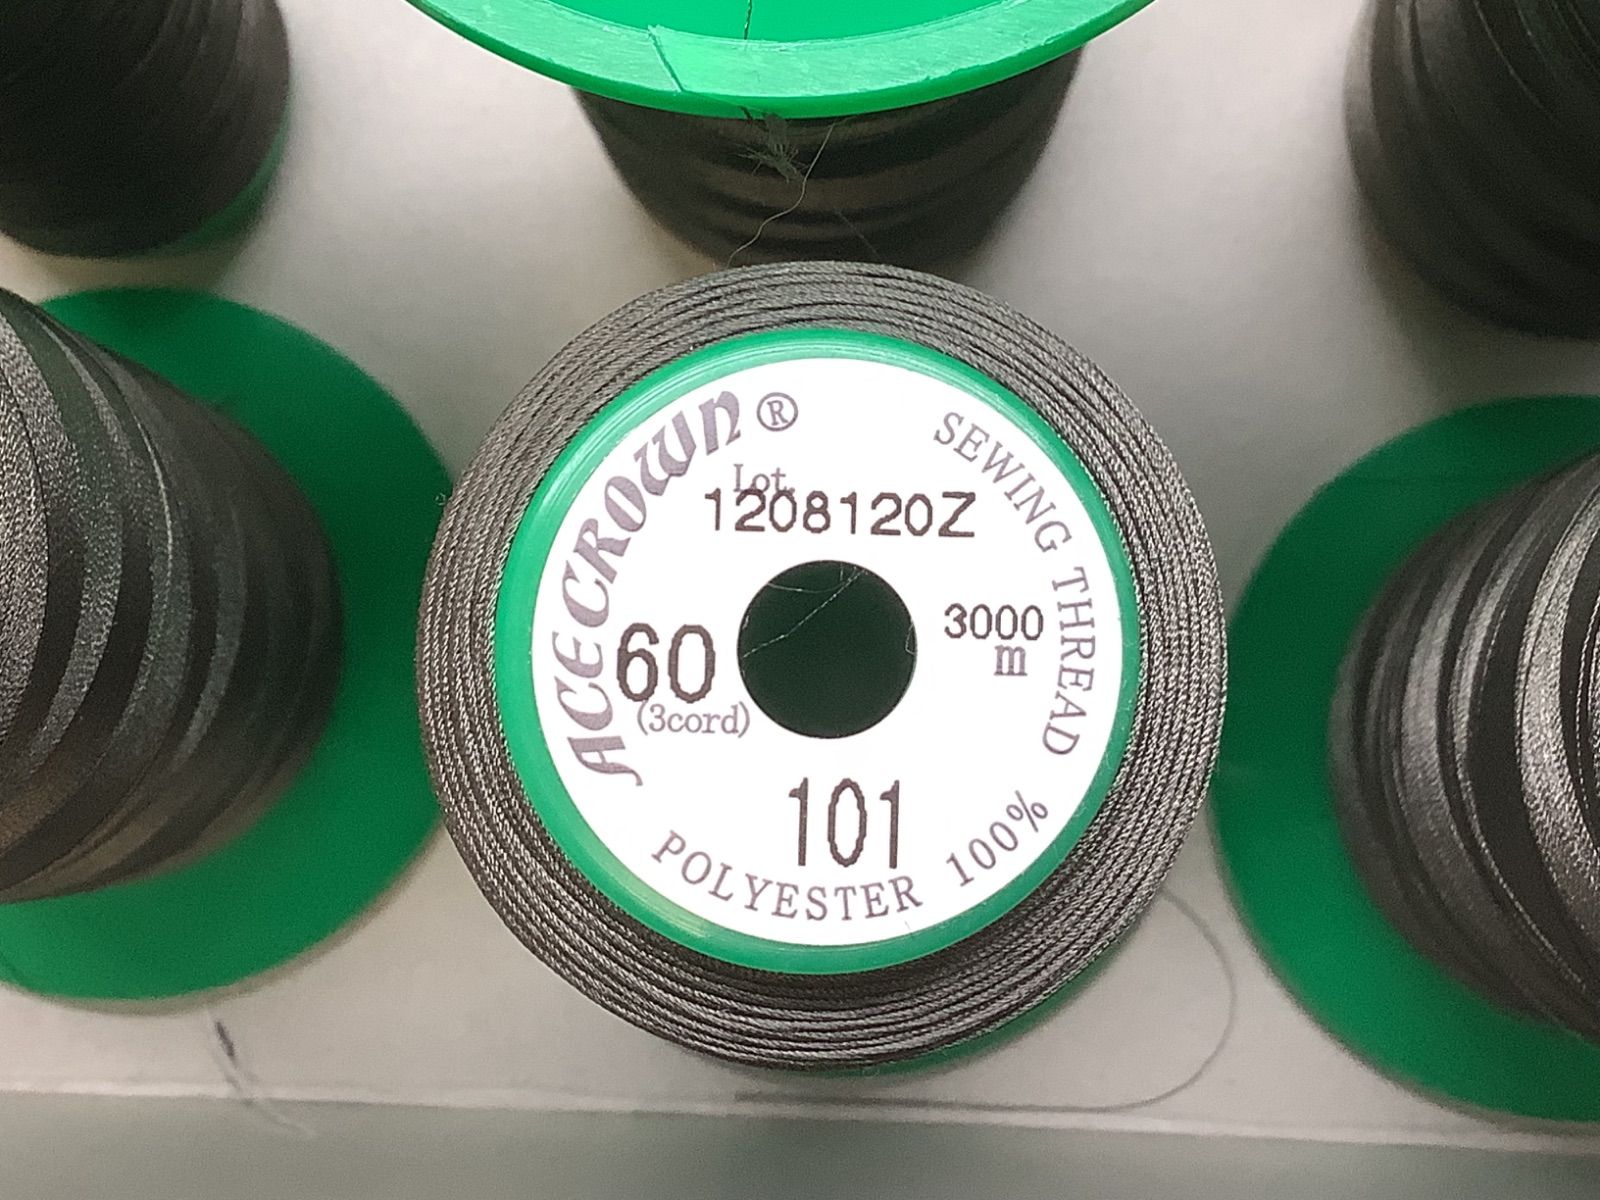 ACECROWN®
SEWING THREAD
Lot.
1208120Z
60
(3cord)
3000
m
101
POLYESTER 100%